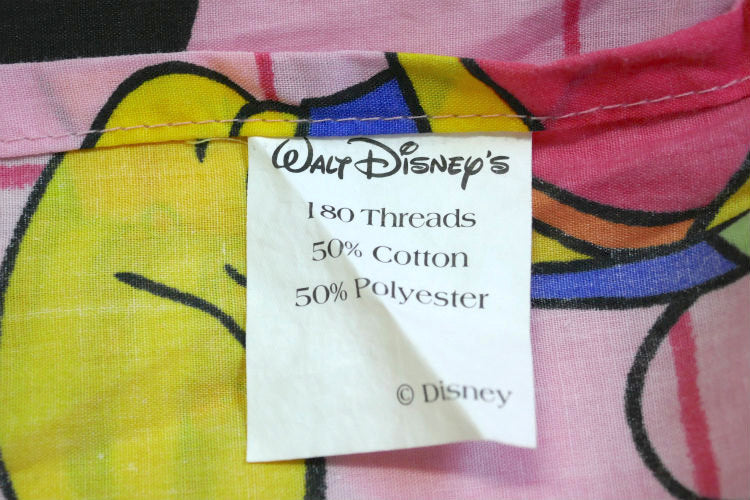 Walt Disney's
180 Threads
50% Cotton
50% Polyester
© Disney